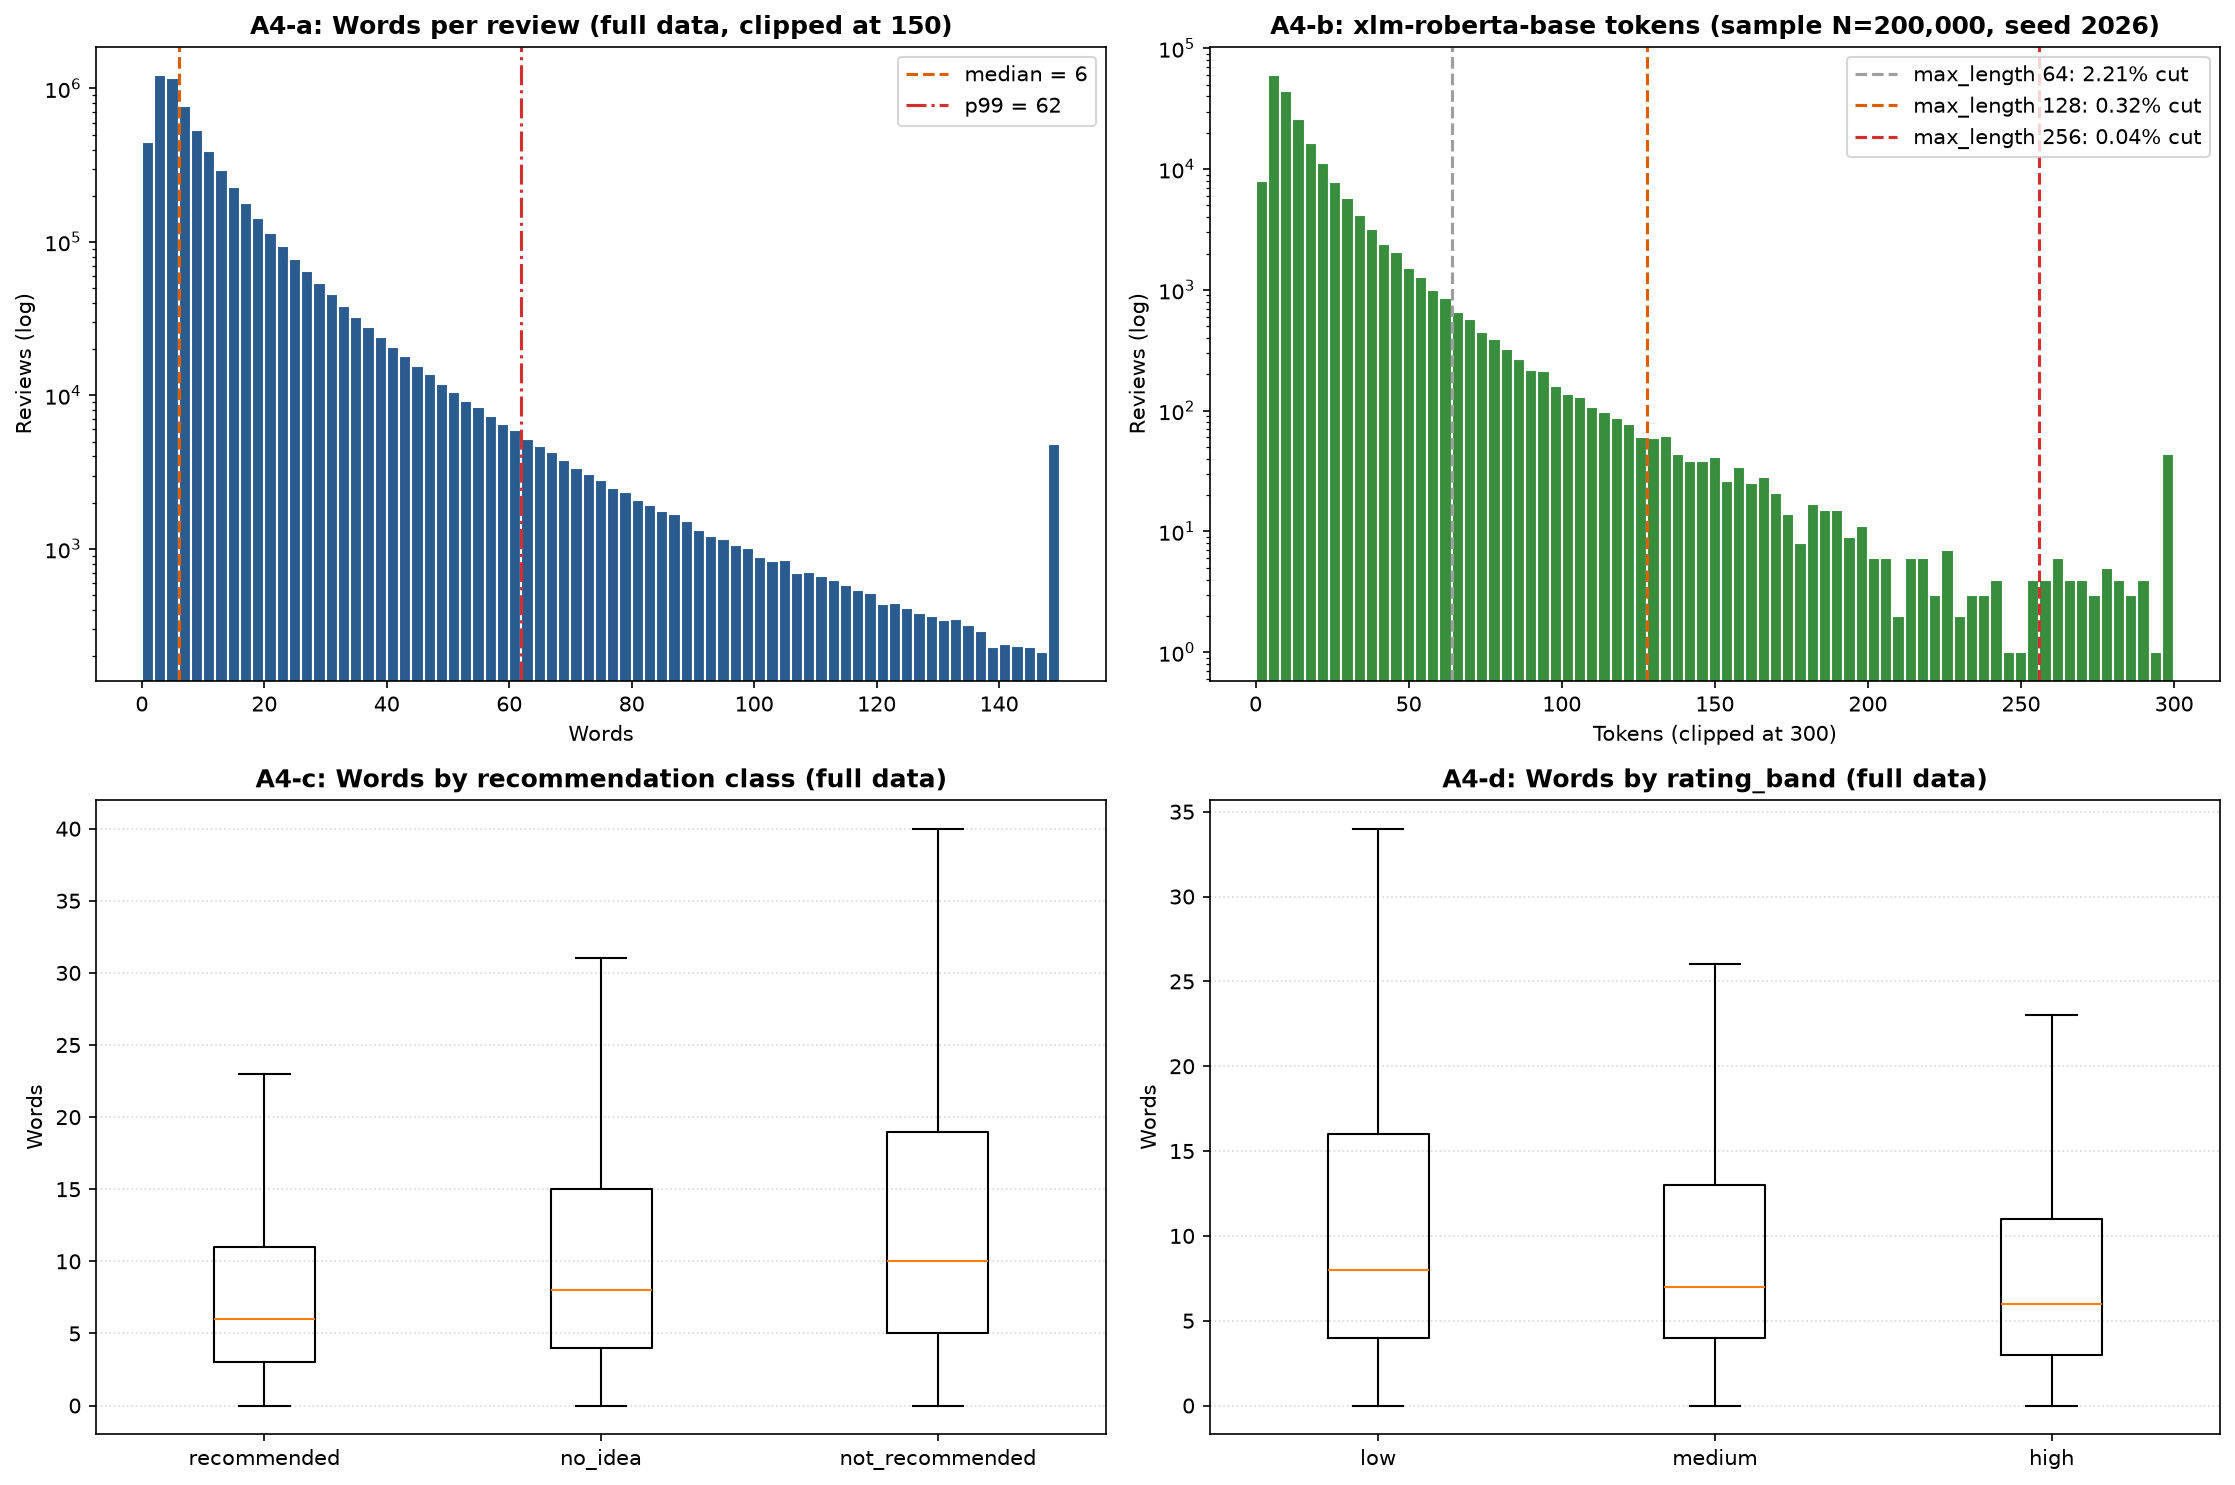 A4-a: Words per review (full data, clipped at 150)
median = 6
p99 = 62
10^6
10^5
10^4
10^3
Reviews (log)
0 20 40 60 80 100 120 140
Words
A4-b: xlm-roberta-base tokens (sample N=200,000, seed 2026)
max_length 64: 2.21% cut
max_length 128: 0.32% cut
max_length 256: 0.04% cut
10^5
10^4
10^3
10^2
10^1
10^0
Reviews (log)
0 50 100 150 200 250 300
Tokens (clipped at 300)
A4-c: Words by recommendation class (full data)
40
35
30
25
20
15
10
5
0
Words
recommended no_idea not_recommended
A4-d: Words by rating_band (full data)
35
30
25
20
15
10
5
0
Words
low medium high